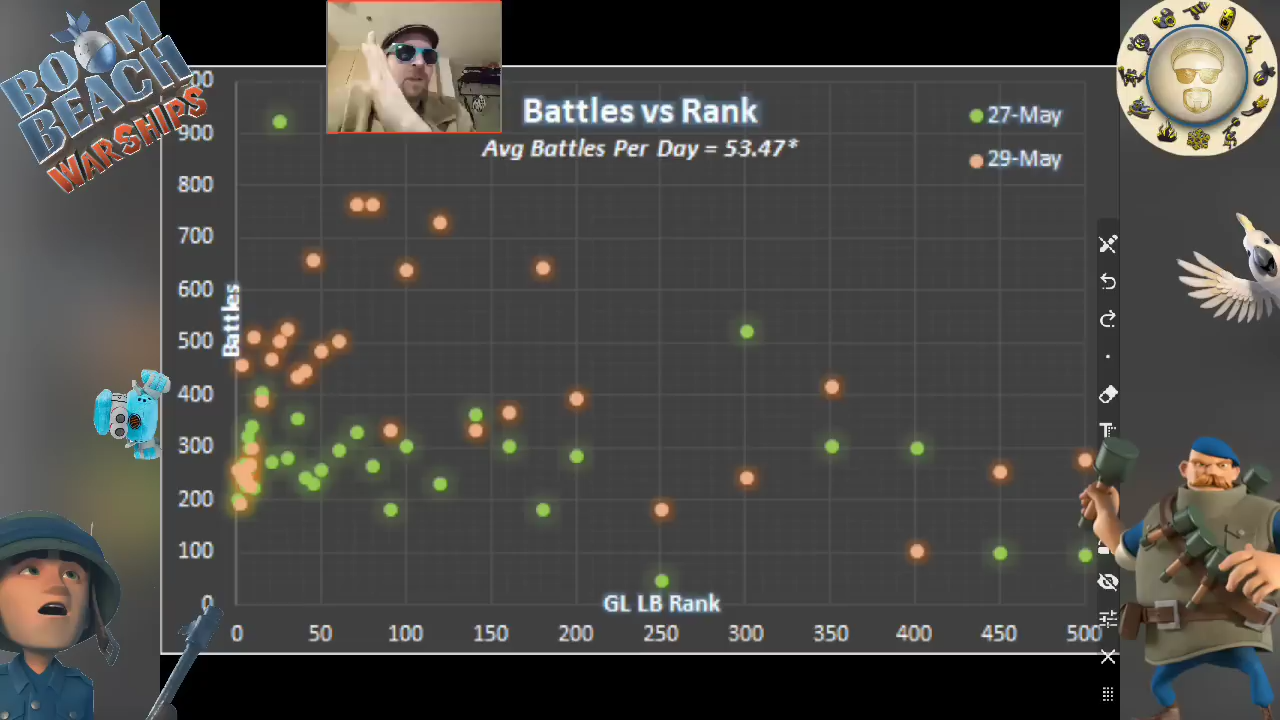 BOOM
BEACH
WARSHIPS
Battles vs Rank
Avg Battles Per Day = 53.47*
27-May
29-May
900
800
700
600
500
400
300
200
100
0
Battles
GL LB Rank
0 50 100 150 200 250 300 350 400 450 500